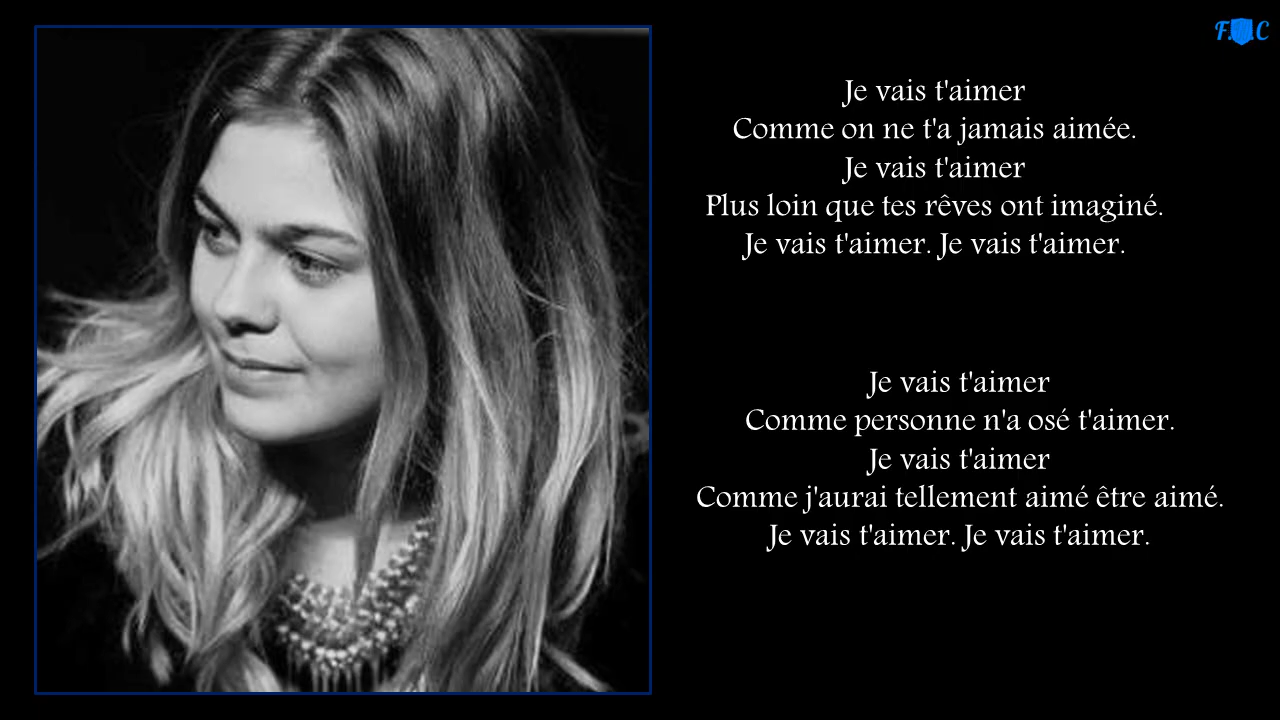 Je vais t'aimer
Comme on ne t'a jamais aimée.
Je vais t'aimer
Plus loin que tes rêves ont imaginé.
Je vais t'aimer. Je vais t'aimer.
Je vais t'aimer
Comme personne n'a osé t'aimer.
Je vais t'aimer
Comme j'aurai tellement aimé être aimé.
Je vais t'aimer. Je vais t'aimer.